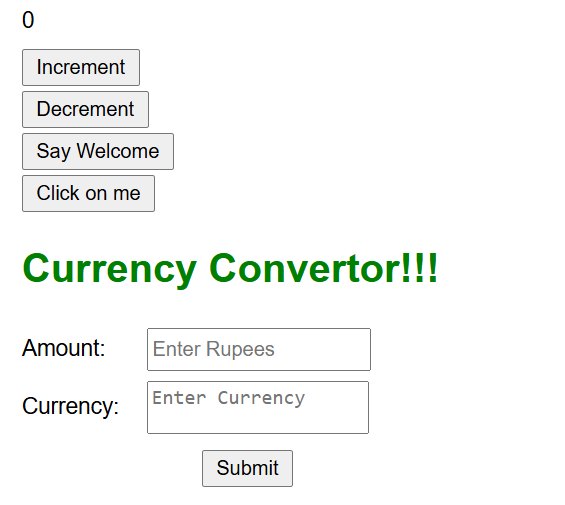 0
Increment
Decrement
Say Welcome
Click on me
Currency Convertor!!!
Amount: Enter Rupees
Currency: Enter Currency
Submit